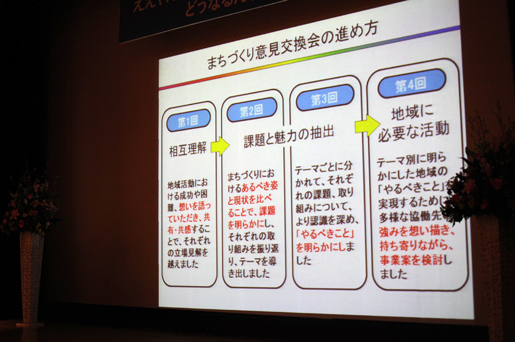 どうなるん
まちづくり意見交換会の進め方
第1回
相互理解
地域活動にお
ける成功や困
難、想いを語っ
ていただき、共
有・共感するこ
とで、それぞれ
の立場見解を
越えました
第2回
第3回
課題と魅力の抽出
まちづくりにお
けるあるべき姿
と現状を比べ
ることで、課題
を明らかにし、
それぞれの取
り組みを振り返
り、テーマを導
き出しました
テーマごとに分
かれて、それぞ
れの課題、取り
組みについて、
より認識を深め、
「やるべきこと」
を明らかにしま
した
第4回
地域に
必要な活動
テーマ別に明ら
かにした地域の
「やるべきこと」を
実現するために
多様な協働先の
強みを想い描き、
持ち寄りながら、
事業案を検討し
ました